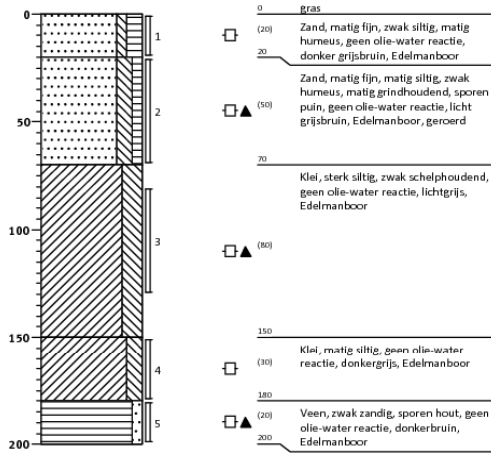 0
50
100
150
200
1
2
3
4
5
0 gras
(20) Zand, matig fijn, zwak siltig, matig
humeus, geen olie-water reactie,
donker grijsbruin, Edelmanboor
20
Zand, matig fijn, matig siltig, zwak
humeus, matig grindhoudend, sporen
(50) puin, geen olie-water reactie, licht
grijsbruin, Edelmanboor, geroerd
70
Klei, sterk siltig, zwak schelphoudend,
geen olie-water reactie, lichtgrijs,
Edelmanboor
(80)
150
Klei, matig siltig, geen olie-water
(30) reactie, donkergrijs, Edelmanboor
180
(20) Veen, zwak zandig, sporen hout, geen
olie-water reactie, donkerbruin,
200 Edelmanboor